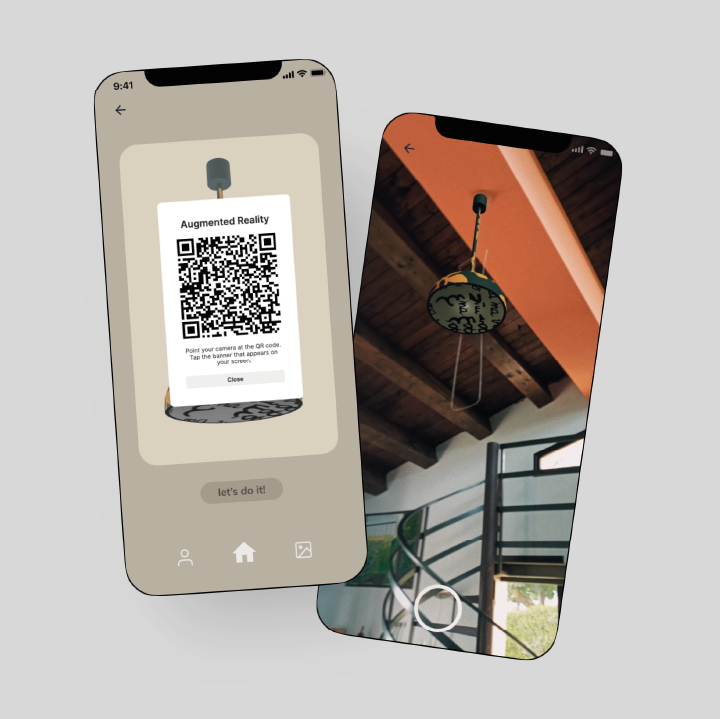 9:41
Augmented Reality
Point your camera at the QR code.
Tap the banner that appears on
your screen.
Close
let's do it!